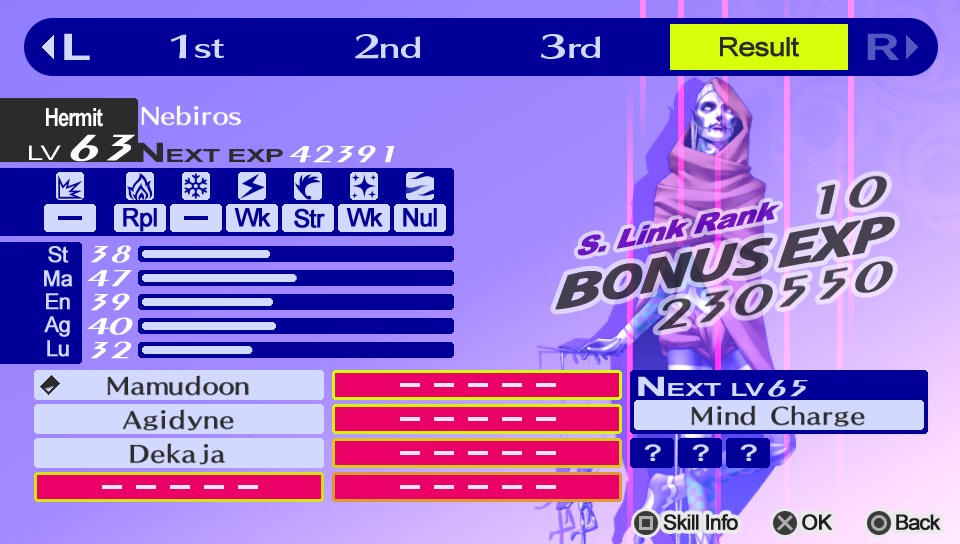 L 1st 2nd 3rd Result R
Hermit Nebiros
LV 63 NEXT EXP 42391
— Rpl — Wk Str Wk Nul
St 38
Ma 47
En 39
Ag 40
Lu 32
S. Link Rank 10
BONUS EXP
230550
Mamudoon – – – – –
Agidyne – – – – –
Dekaja – – – – –
– – – – – – – – – –
NEXT LV 65
Mind Charge
? ? ?
Skill Info OK Back